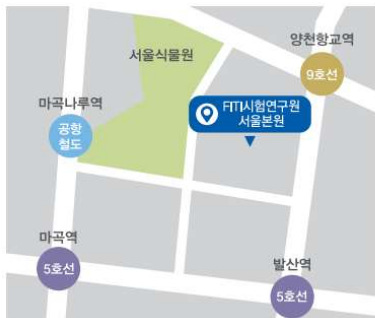 양천향교역
9호선
서울식물원
FITI시험연구원
서울본원
마곡나루역
공항
철도
마곡역
5호선
발산역
5호선